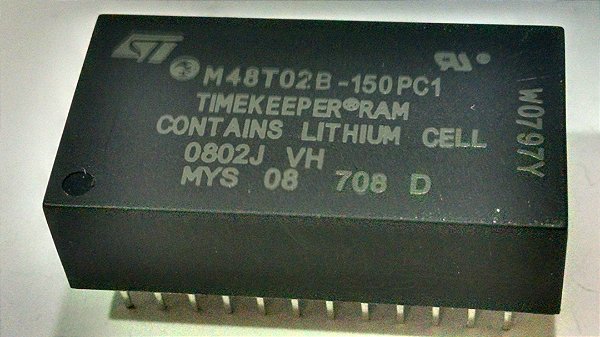 ST
M48T02B-150PC1
TIMEKEEPER®RAM
CONTAINS LITHIUM CELL
0802J VH
MYS 08 708 D
W0797Y